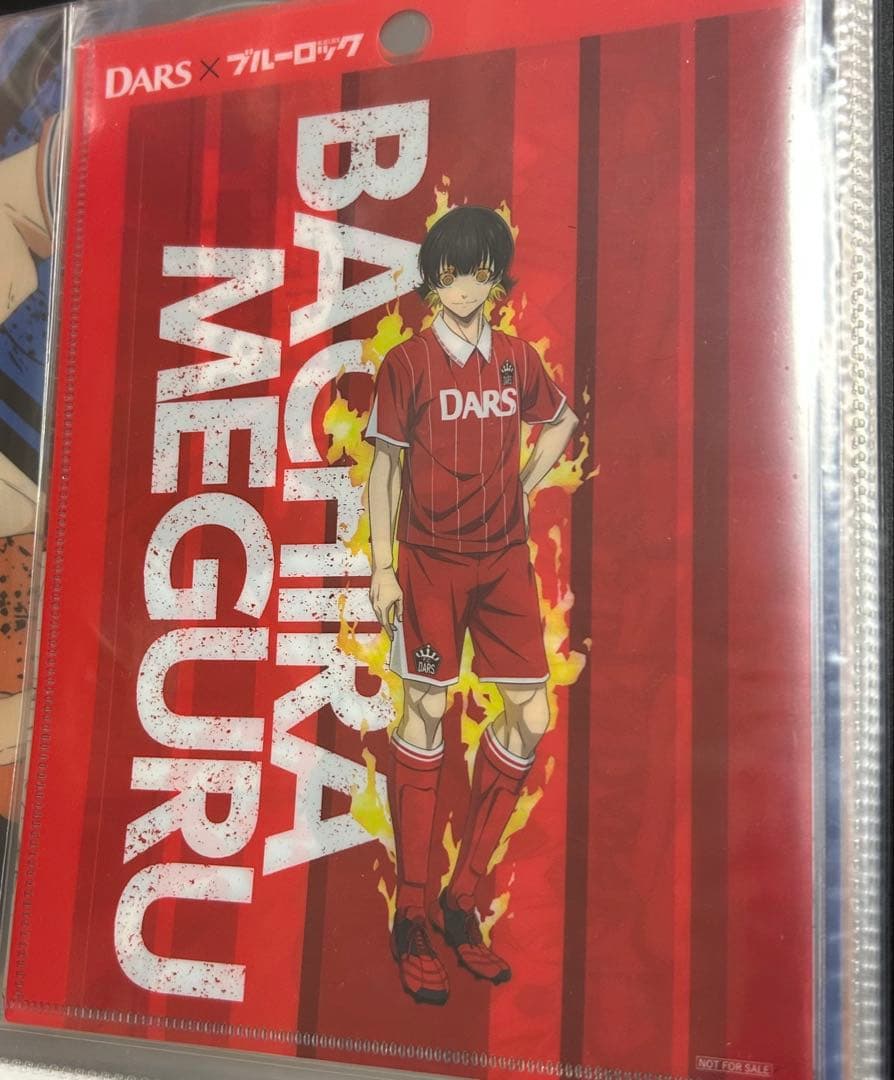 DARS × ブルーロック
BACHIRA
MEGURU
DARS
DARS
NOT FOR SALE